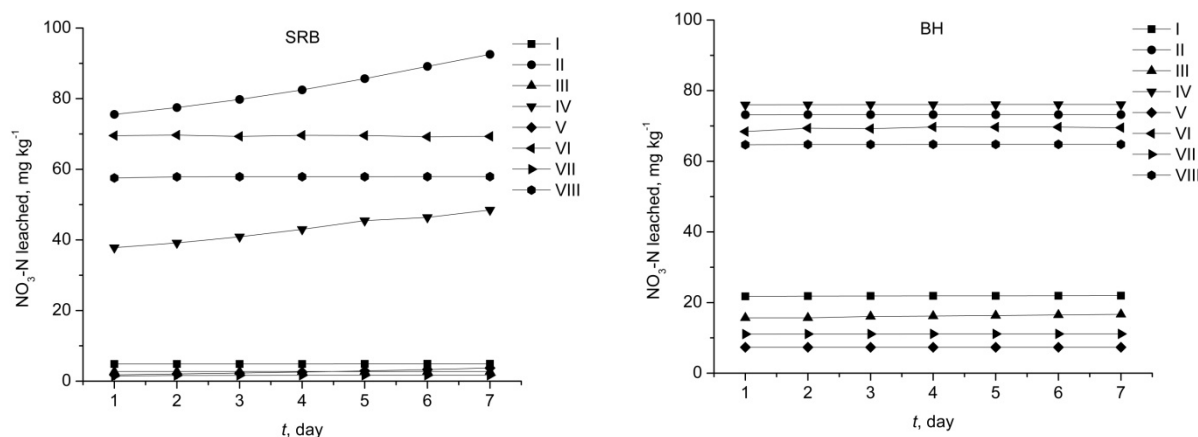 SRB
NO3-N leached, mg kg-1
100
80
60
40
20
0
1 2 3 4 5 6 7
t, day
I
II
III
IV
V
VI
VII
VIII
BH
NO3-N leached, mg kg-1
100
80
60
40
20
0
1 2 3 4 5 6 7
t, day
I
II
III
IV
V
VI
VII
VIII